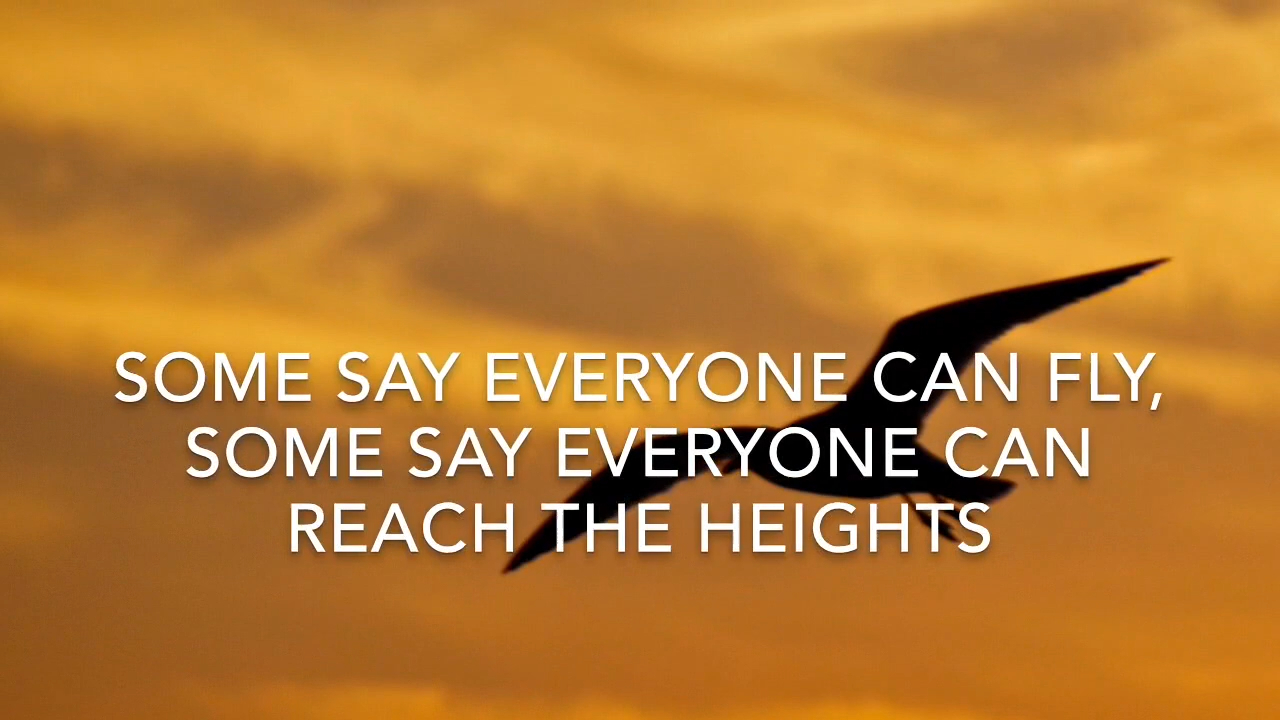 SOME SAY EVERYONE CAN FLY,
SOME SAY EVERYONE CAN
REACH THE HEIGHTS